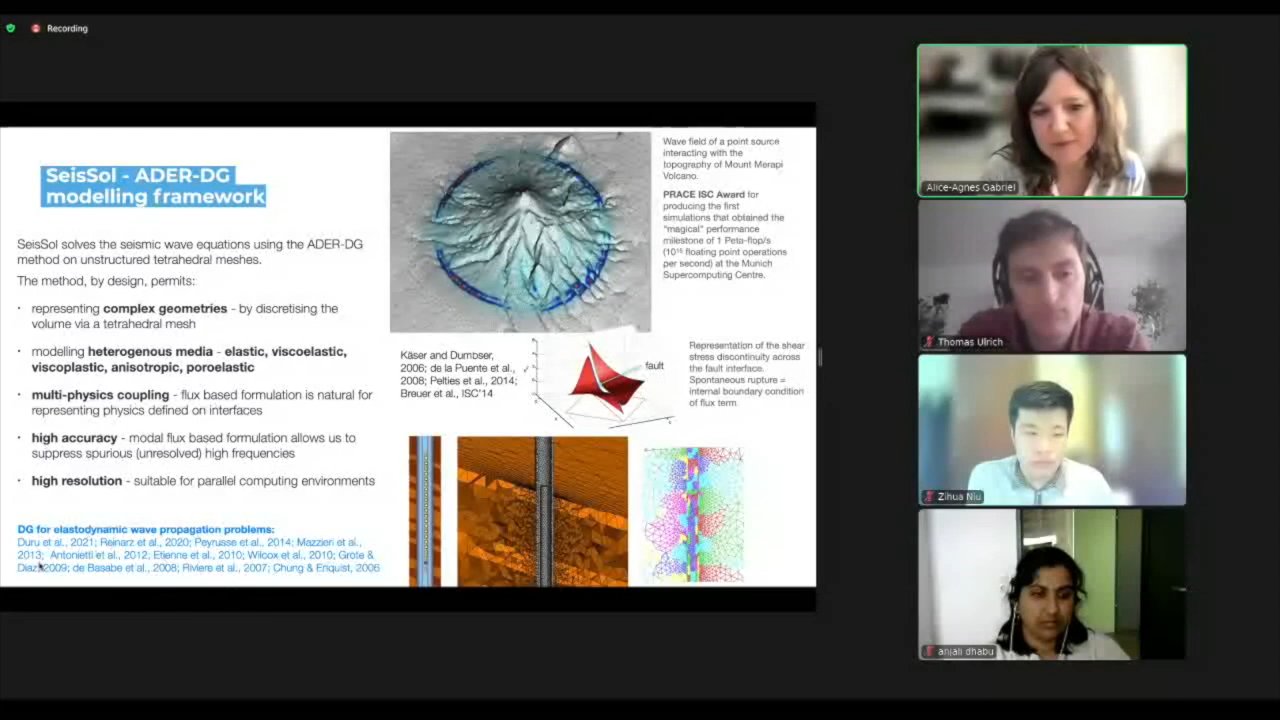 Recording
SeisSol - ADER-DG
modelling framework
SeisSol solves the seismic wave equations using the ADER-DG
method on unstructured tetrahedral meshes.
The method, by design, permits:
· representing complex geometries - by discretising the
volume via a tetrahedral mesh
· modelling heterogenous media - elastic, viscoelastic,
viscoplastic, anisotropic, poroelastic
· multi-physics coupling - flux based formulation is natural for
representing physics defined on interfaces
· high accuracy - modal flux based formulation allows us to
suppress spurious (unresolved) high frequencies
· high resolution - suitable for parallel computing environments
DG for elastodynamic wave propagation problems:
Duru et al., 2021; Reinarz et al., 2020; Peyrusse et al., 2014; Mazzieri et al.,
2013; Antonietti et al., 2012; Etienne et al., 2010; Wilcox et al., 2010; Grote &
Diaz 2009; de Basabe et al., 2008; Riviere et al., 2007; Chung & Enquist, 2006
Wave field of a point source
interacting with the
topography of Mount Merapi
Volcano.
PRACE ISC Award for
producing the first
simulations that obtained the
"magical" performance
milestone of 1 Peta-flop/s
(10¹⁵ floating point operations
per second) at the Munich
Supercomputing Centre.
Käser and Dumbser,
2006; de la Puente et al.,
2008; Pelties et al., 2014;
Breuer et al., ISC'14
fault
Representation of the shear
stress discontinuity across
the fault interface.
Spontaneous rupture =
internal boundary condition
of flux term.
Alice-Agnes Gabriel
Thomas Ulrich
Zihua Niu
anjali dhabu